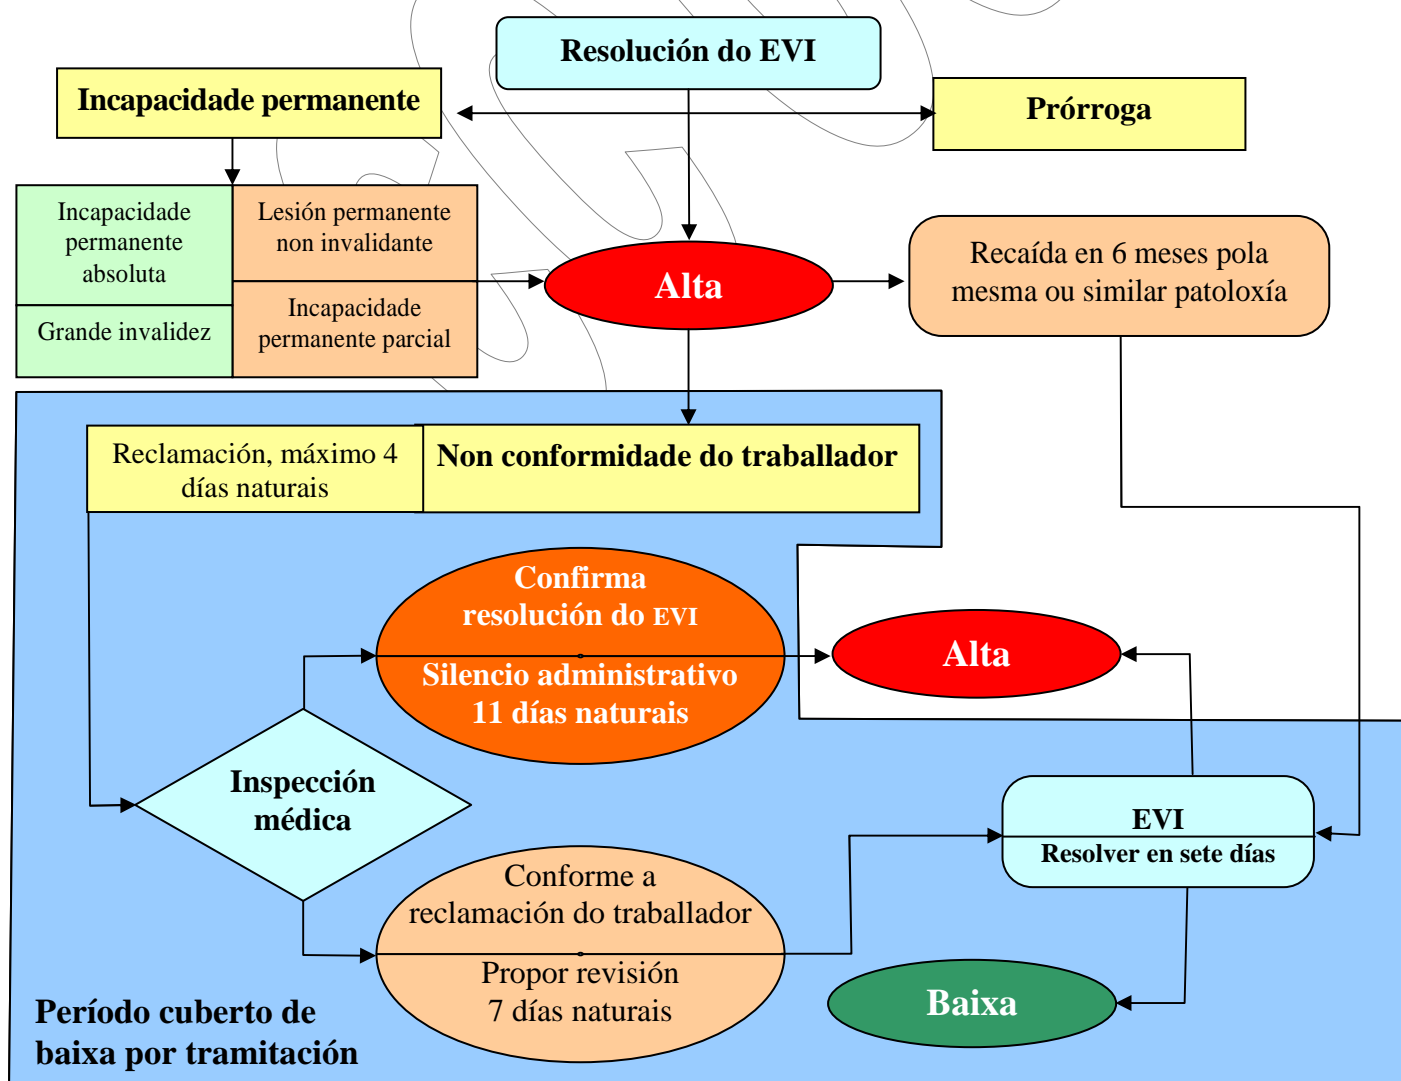 Resolución do EVI
Incapacidade permanente
Prórroga
Incapacidade
permanente
absoluta
Grande invalidez
Lesión permanente
non invalidante
Incapacidade
permanente parcial
Alta
Recaída en 6 meses pola
mesma ou similar patoloxía
Reclamación, máximo 4
días naturais
Non conformidade do traballador
Confirma
resolución do EVI
Silencio administrativo
11 días naturais
Alta
Inspección
médica
EVI
Resolver en sete días
Conforme a
reclamación do traballador
Propor revisión
7 días naturais
Baixa
Período cuberto de
baixa por tramitación